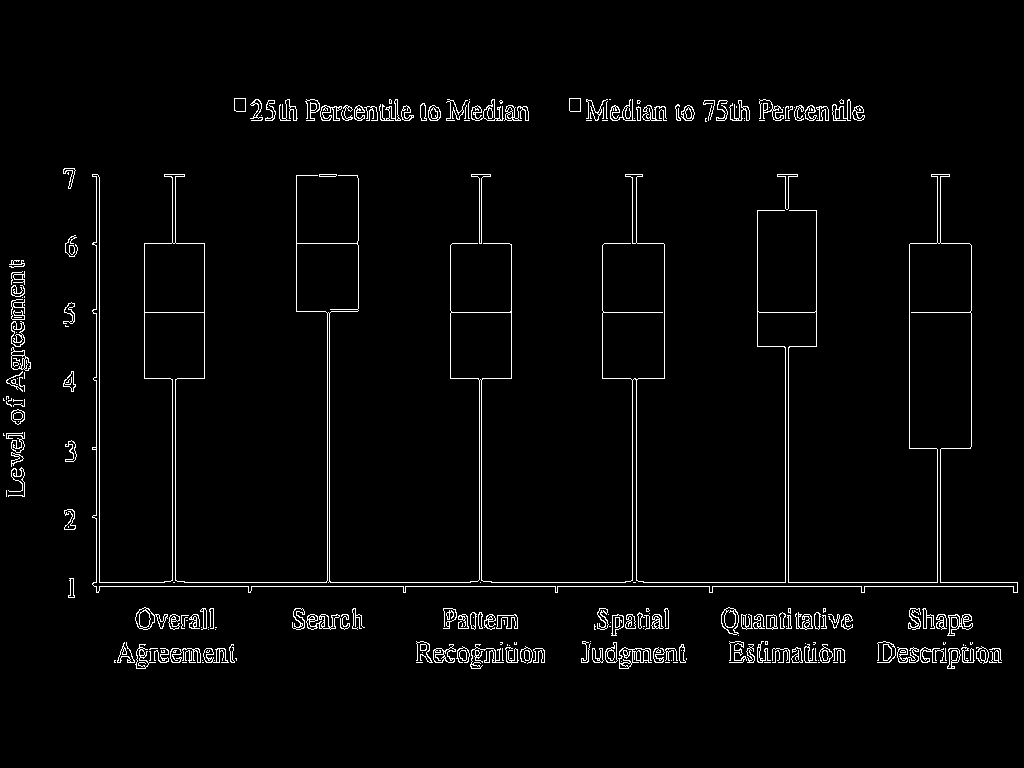 25th Percentile to Median
Median to 75th Percentile
7
6
5
4
3
2
1
Level of Agreement
Overall
Agreement
Search
Pattern
Recognition
Spatial
Judgment
Quantitative
Estimation
Shape
Description